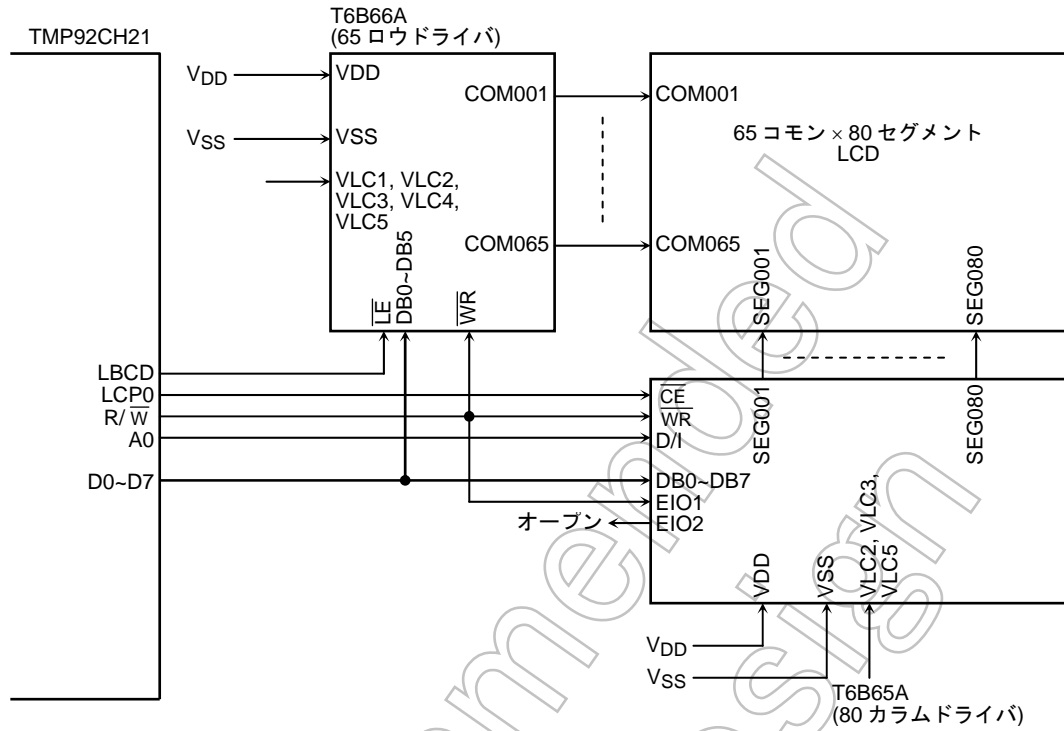 T6B66A
(65 ロウドライバ)
TMP92CH21
VDD
VDD
VSS
VSS
VLC1, VLC2,
VLC3, VLC4,
VLC5
COM001
COM065
LE
DB0~DB5
WR
COM001
65 コモン × 80 セグメント
LCD
COM065
SEG001
SEG080
LBCD
LCP0
R/W
A0
D0~D7
CE
WR
D/I
DB0~DB7
EIO1
オープン
EIO2
SEG001
SEG080
VDD
VSS
VLC2, VLC3,
VLC5
VDD
VSS
T6B65A
(80 カラムドライバ)